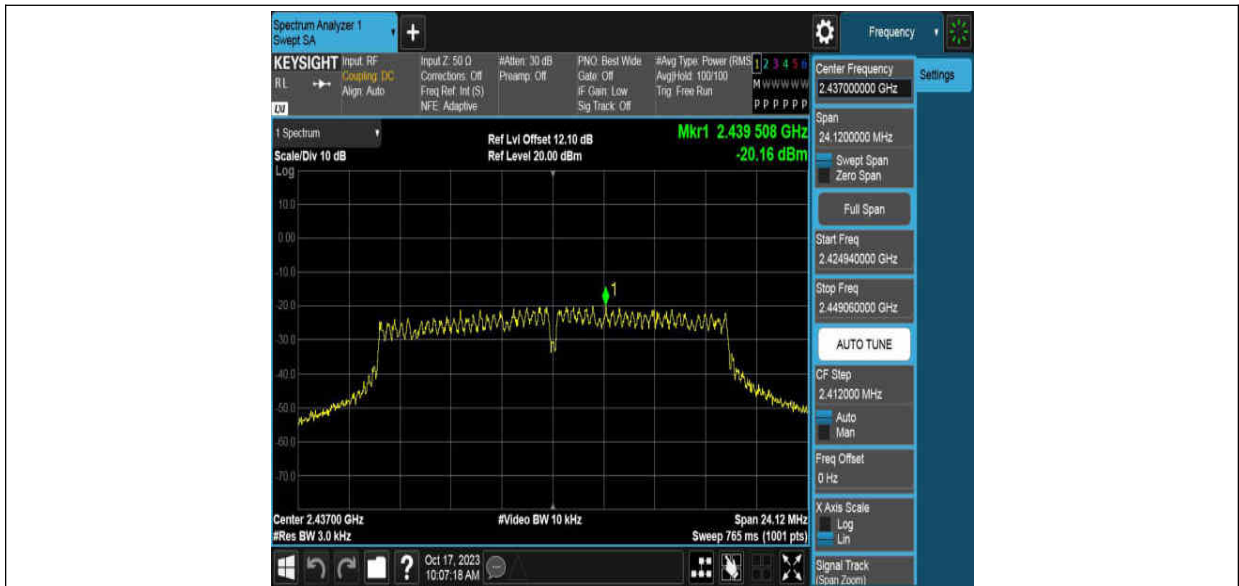 Spectrum Analyzer 1
Swept SA
+
Frequency
KEYSIGHT Input: RF
RL
Coupling: DC
Align: Auto
LXI
Input Z: 50 Ω
Corrections: Off
Freq Ref: Int (S)
NFE: Adaptive
#Atten: 30 dB
Preamp: Off
PNO: Best Wide
Gate: Off
IF Gain: Low
Sig Track: Off
#Avg Type: Power (RMS
Avg|Hold: 100/100
Trig: Free Run
1 2 3 4 5 6
M W W W W W
P P P P P P
1 Spectrum
Scale/Div 10 dB
Log
Ref Lvl Offset 12.10 dB
Ref Level 20.00 dBm
Mkr1 2.439 508 GHz
-20.16 dBm
10.0
0.00
-10.0
-20.0
-30.0
-40.0
-50.0
-60.0
-70.0
1
Center 2.43700 GHz
#Res BW 3.0 kHz
#Video BW 10 kHz
Span 24.12 MHz
Sweep 765 ms (1001 pts)
?
Oct 17, 2023
10:07:18 AM
Center Frequency
2.437000000 GHz
Settings
Span
24.1200000 MHz
Swept Span
Zero Span
Full Span
Start Freq
2.424940000 GHz
Stop Freq
2.449060000 GHz
AUTO TUNE
CF Step
2.412000 MHz
Auto
Man
Freq Offset
0 Hz
X Axis Scale
Log
Lin
Signal Track
(Span Zoom)